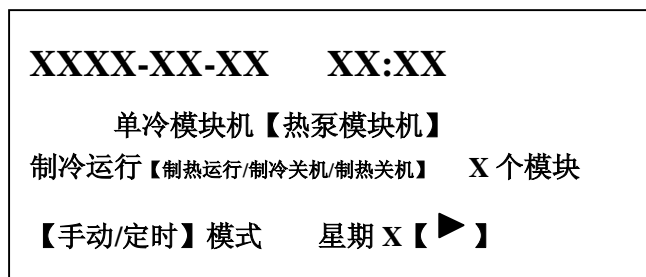 XXXX-XX-XX XX:XX
单冷模块机【热泵模块机】
制冷运行【制热运行/制冷关机/制热关机】 X 个模块
【手动/定时】模式 星期 X【▶】